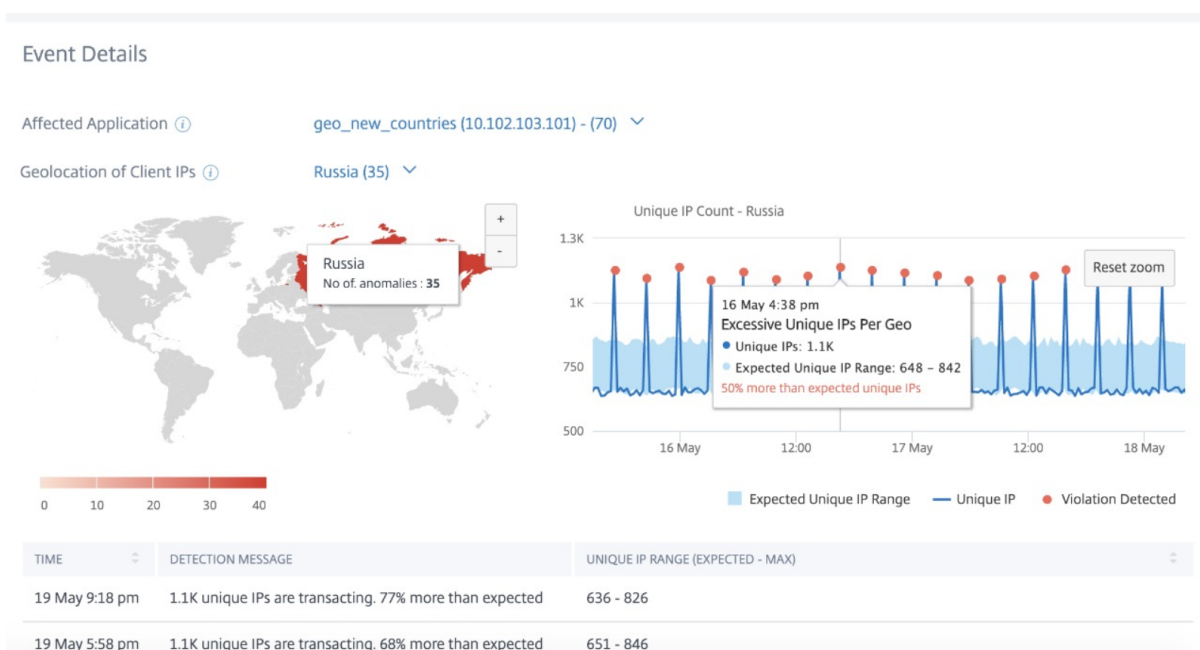 Event Details
Affected Application
geo_new_countries (10.102.103.101) - (70)
Geolocation of Client IPs
Russia (35)
+
-
Russia
No of. anomalies : 35
0 10 20 30 40
Unique IP Count - Russia
1.3K
1K
750
500
Reset zoom
16 May 4:38 pm
Excessive Unique IPs Per Geo
Unique IPs: 1.1K
Expected Unique IP Range: 648 – 842
50% more than expected unique IPs
16 May 12:00 17 May 12:00 18 May
Expected Unique IP Range Unique IP Violation Detected
TIME DETECTION MESSAGE UNIQUE IP RANGE (EXPECTED - MAX)
19 May 9:18 pm 1.1K unique IPs are transacting. 77% more than expected 636 - 826
19 May 5:58 pm 1.1K unique IPs are transacting. 68% more than expected 651 - 846